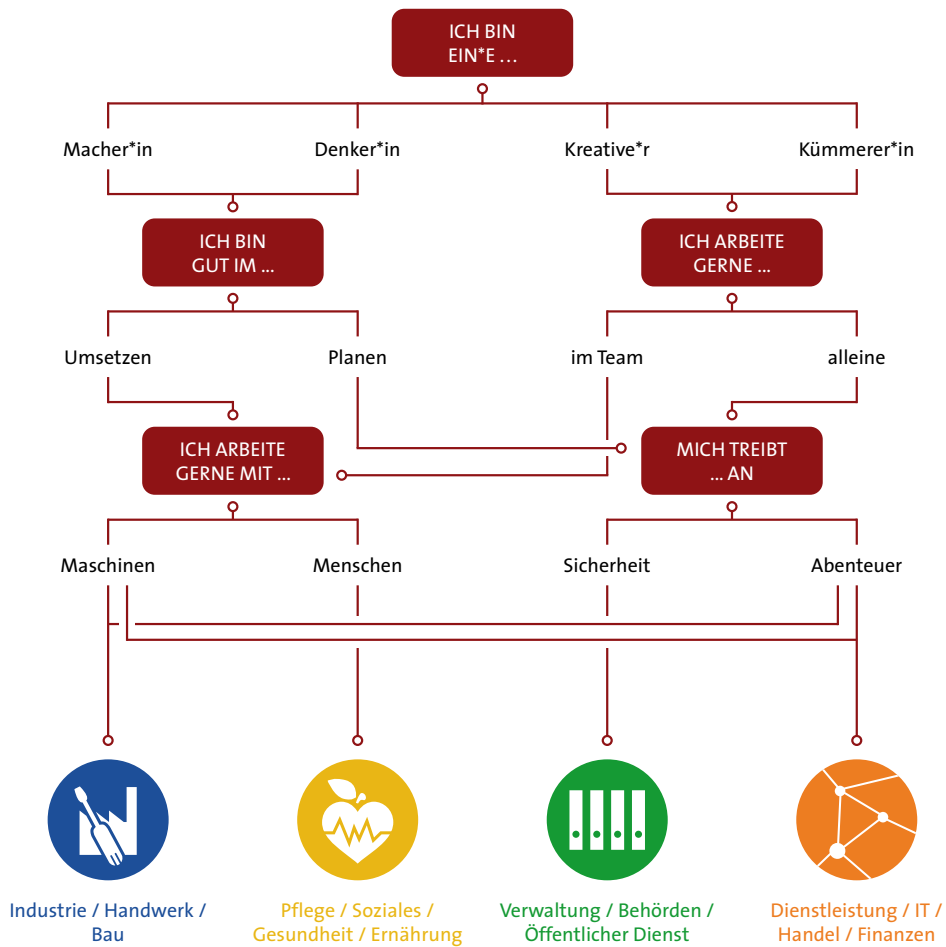 ICH BIN
EIN*E …
Macher*in
Denker*in
Kreative*r
Kümmerer*in
ICH BIN
GUT IM ...
ICH ARBEITE
GERNE ...
Umsetzen
Planen
im Team
alleine
ICH ARBEITE
GERNE MIT ...
MICH TREIBT
... AN
Maschinen
Menschen
Sicherheit
Abenteuer
Industrie / Handwerk /
Bau
Pflege / Soziales /
Gesundheit / Ernährung
Verwaltung / Behörden /
Öffentlicher Dienst
Dienstleistung / IT /
Handel / Finanzen